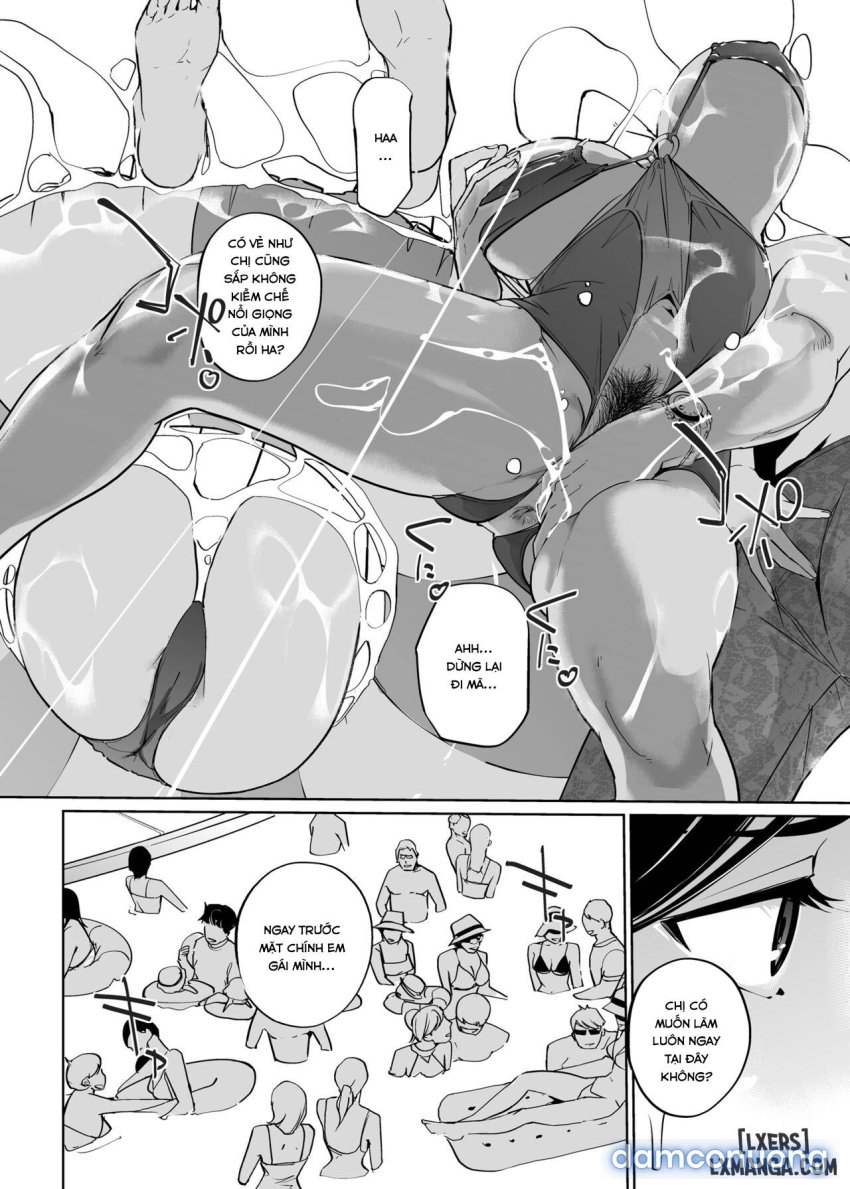 HAA
...
CÓ VẺ NHƯ
CHỊ CŨNG
SẮP KHÔNG
KIỀM CHẾ
NỔI GIỌNG
CỦA MÌNH
RỒI HA?
AHH...
DỪNG LẠI
ĐI MÀ...
NGAY TRƯỚC
MẶT CHÍNH EM
GÁI MÌNH...
CHỊ CÓ
MUỐN LÀM
LUÔN NGAY
TẠI ĐÂY
KHÔNG?
[LXERS]
damconuong
LXMANGA.COM